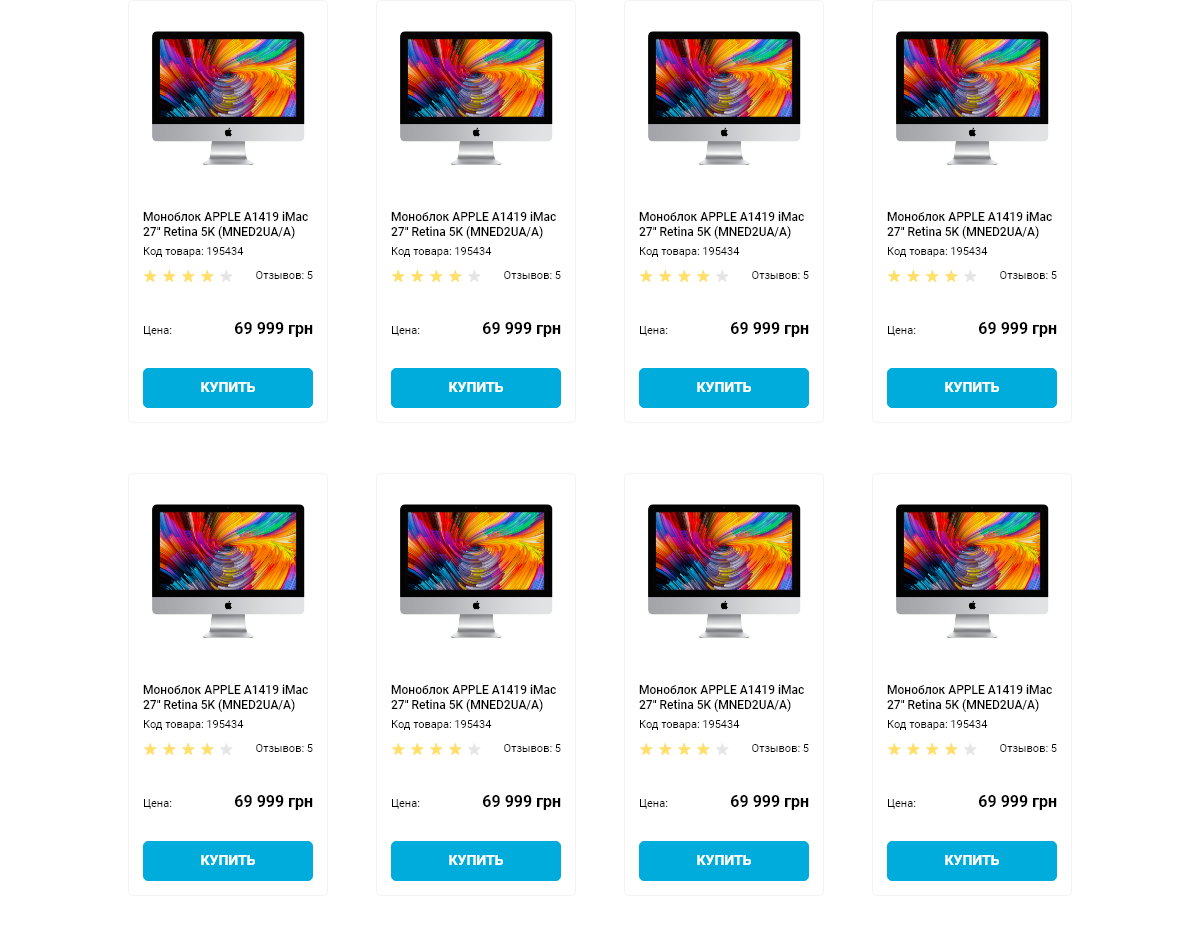 Моноблок APPLE A1419 iMac
27" Retina 5K (MNED2UA/A)
Код товара: 195434
Отзывов: 5
Цена: 69 999 грн
КУПИТЬ
Моноблок APPLE A1419 iMac
27" Retina 5K (MNED2UA/A)
Код товара: 195434
Отзывов: 5
Цена: 69 999 грн
КУПИТЬ
Моноблок APPLE A1419 iMac
27" Retina 5K (MNED2UA/A)
Код товара: 195434
Отзывов: 5
Цена: 69 999 грн
КУПИТЬ
Моноблок APPLE A1419 iMac
27" Retina 5K (MNED2UA/A)
Код товара: 195434
Отзывов: 5
Цена: 69 999 грн
КУПИТЬ
Моноблок APPLE A1419 iMac
27" Retina 5K (MNED2UA/A)
Код товара: 195434
Отзывов: 5
Цена: 69 999 грн
КУПИТЬ
Моноблок APPLE A1419 iMac
27" Retina 5K (MNED2UA/A)
Код товара: 195434
Отзывов: 5
Цена: 69 999 грн
КУПИТЬ
Моноблок APPLE A1419 iMac
27" Retina 5K (MNED2UA/A)
Код товара: 195434
Отзывов: 5
Цена: 69 999 грн
КУПИТЬ
Моноблок APPLE A1419 iMac
27" Retina 5K (MNED2UA/A)
Код товара: 195434
Отзывов: 5
Цена: 69 999 грн
КУПИТЬ